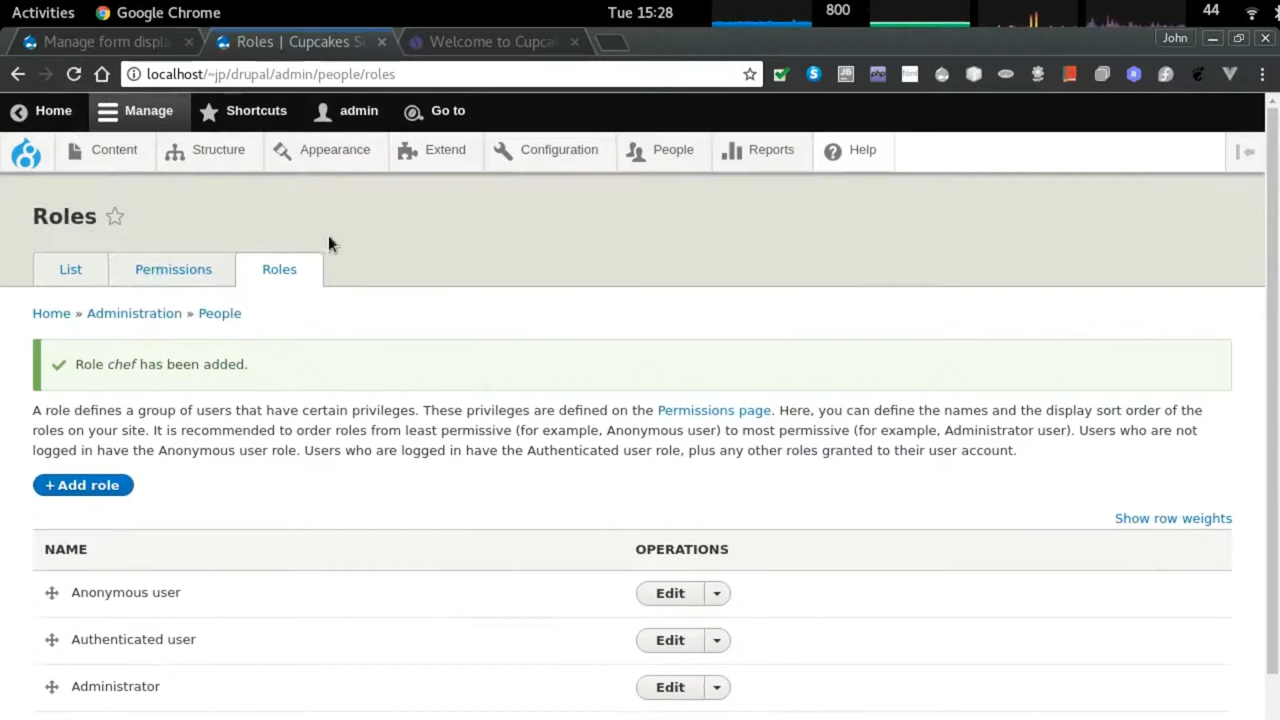 Activities Google Chrome Tue 15:28 800 44
Manage form displa Roles | Cupcakes S Welcome to Cupca John
localhost/~jp/drupal/admin/people/roles
Home Manage Shortcuts admin Go to
Content Structure Appearance Extend Configuration People Reports Help
Roles
List Permissions Roles
Home » Administration » People
Role chef has been added.
A role defines a group of users that have certain privileges. These privileges are defined on the Permissions page. Here, you can define the names and the display sort order of the
roles on your site. It is recommended to order roles from least permissive (for example, Anonymous user) to most permissive (for example, Administrator user). Users who are not
logged in have the Anonymous user role. Users who are logged in have the Authenticated user role, plus any other roles granted to their user account.
+ Add role
Show row weights
NAME OPERATIONS
Anonymous user Edit
Authenticated user Edit
Administrator Edit